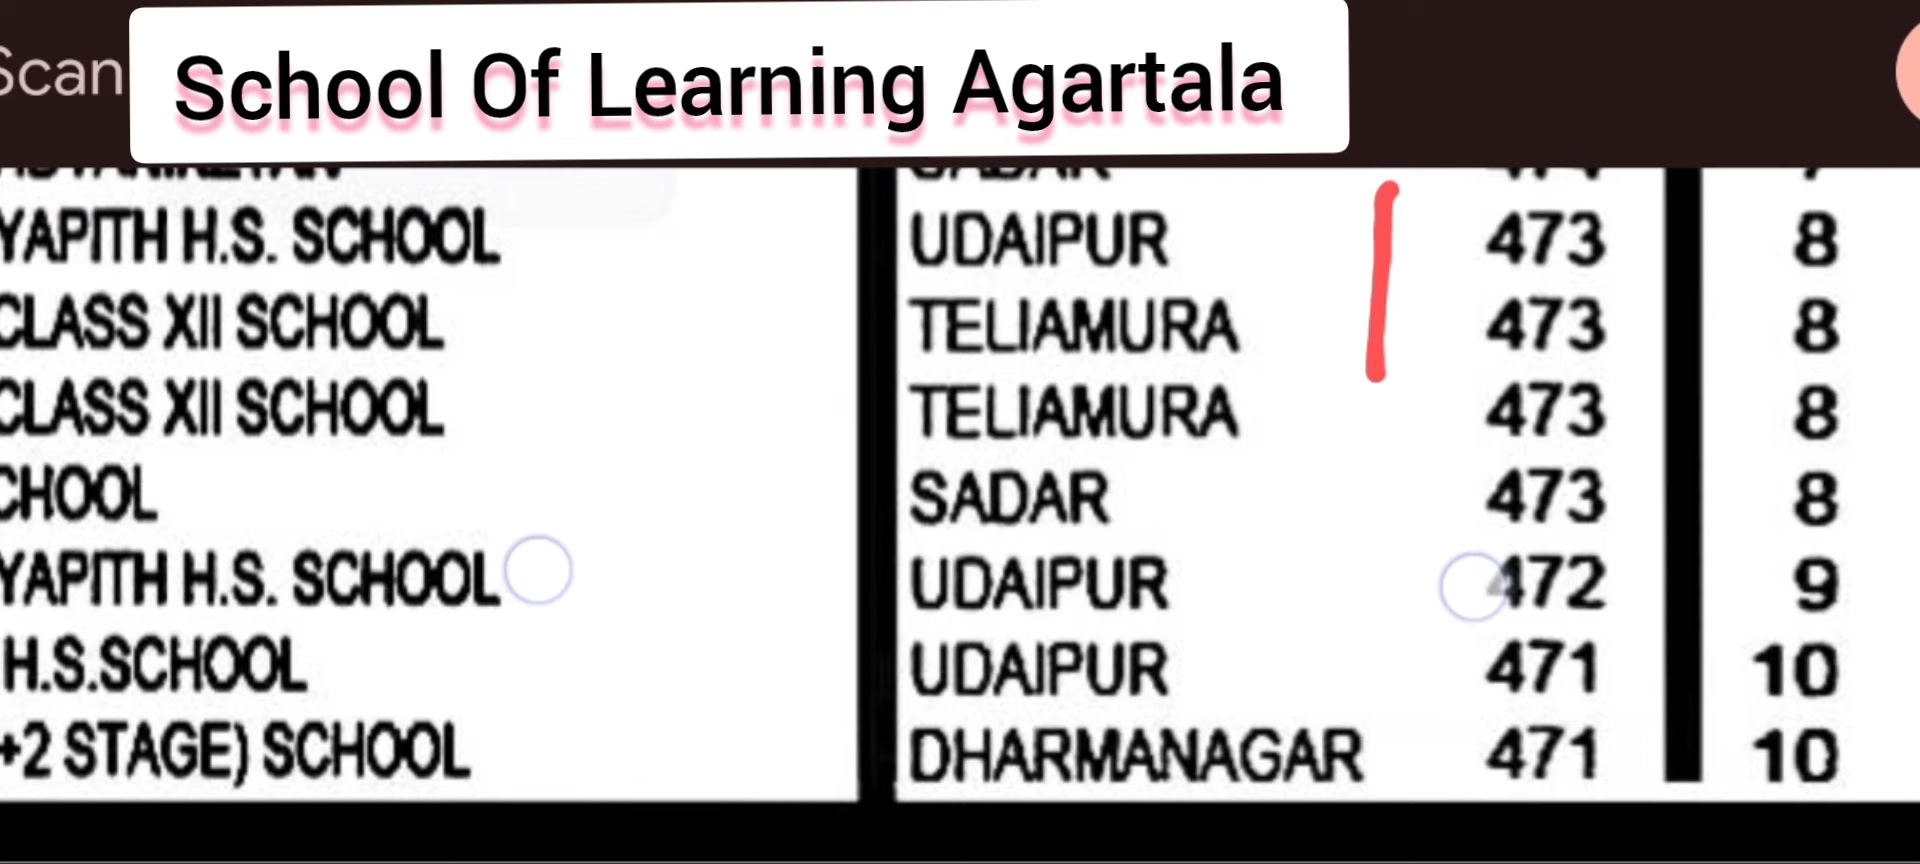 Scan
School Of Learning Agartala
YAPITH H.S. SCHOOL UDAIPUR 473 8
CLASS XII SCHOOL TELIAMURA 473 8
CLASS XII SCHOOL TELIAMURA 473 8
CHOOL SADAR 473 8
YAPITH H.S. SCHOOL UDAIPUR 472 9
H.S.SCHOOL UDAIPUR 471 10
+2 STAGE) SCHOOL DHARMANAGAR 471 10